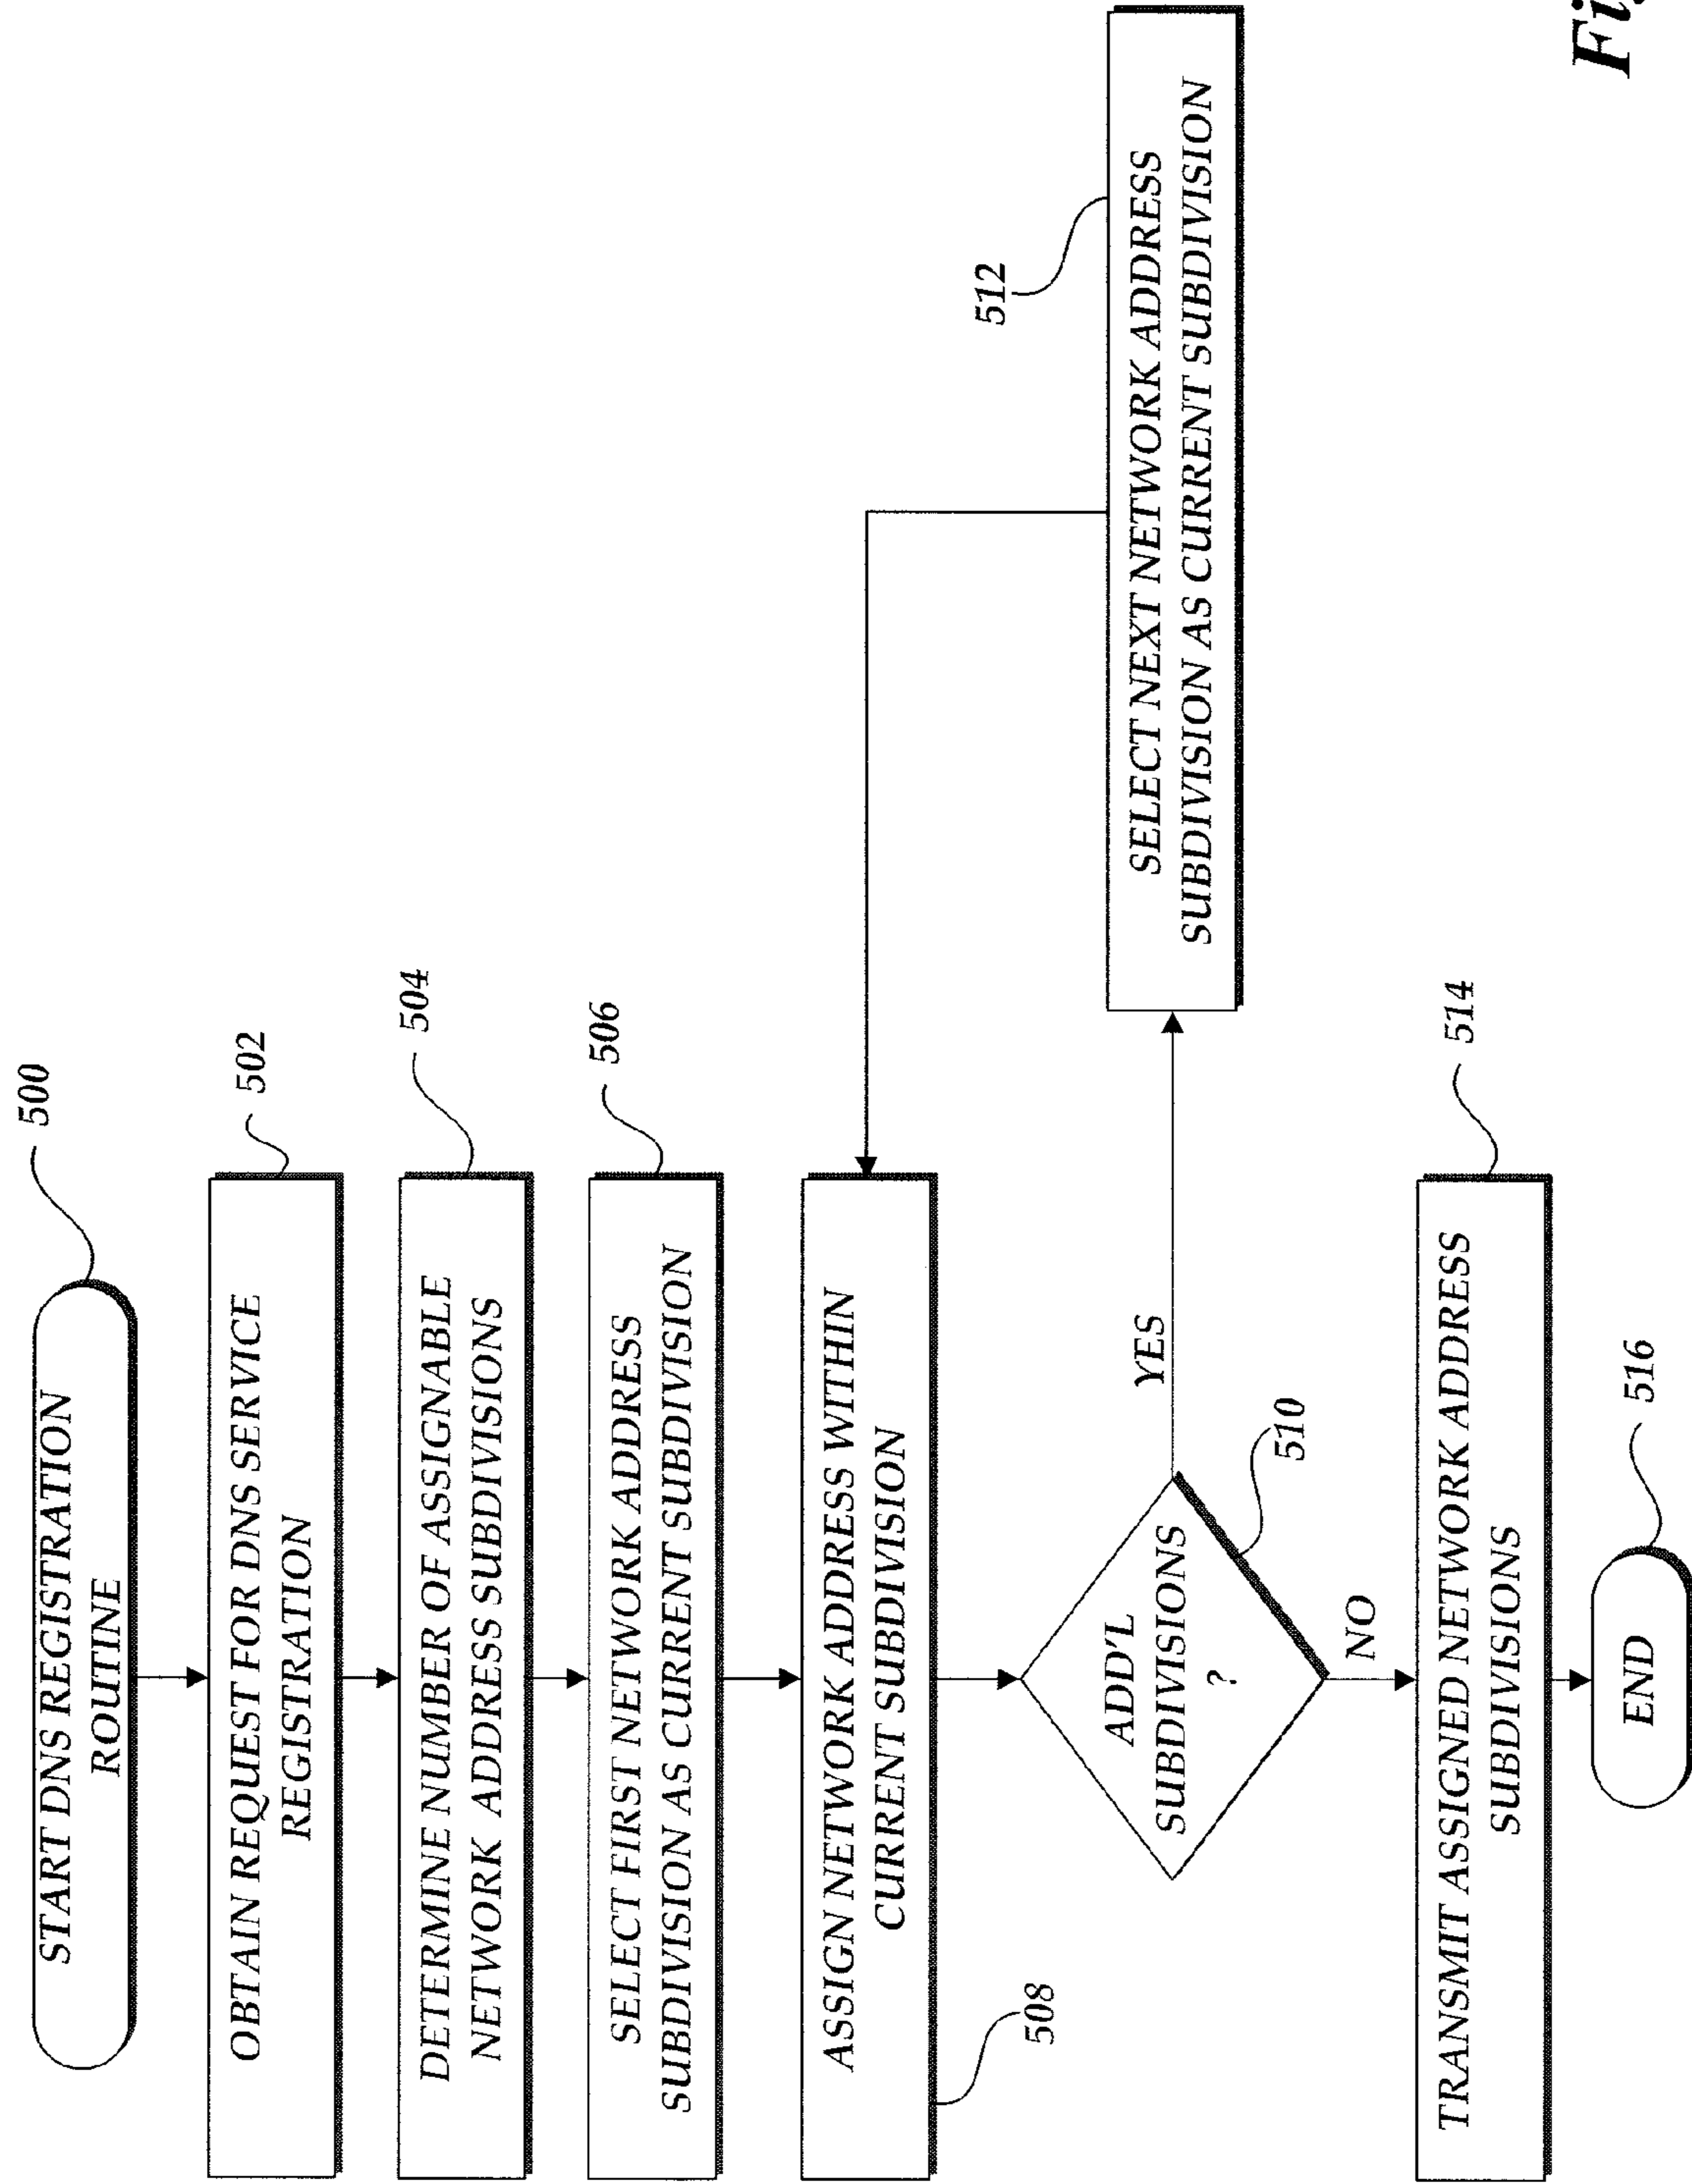 500
START DNS REGISTRATION
ROUTINE
502
OBTAIN REQUEST FOR DNS SERVICE
REGISTRATION
504
DETERMINE NUMBER OF ASSIGNABLE
NETWORK ADDRESS SUBDIVISIONS
506
SELECT FIRST NETWORK ADDRESS
SUBDIVISION AS CURRENT SUBDIVISION
ASSIGN NETWORK ADDRESS WITHIN
CURRENT SUBDIVISION
508
512
SELECT NEXT NETWORK ADDRESS
SUBDIVISION AS CURRENT SUBDIVISION
ADD'L
SUBDIVISIONS
?
YES
510
NO
514
TRANSMIT ASSIGNED NETWORK ADDRESS
SUBDIVISIONS
516
END